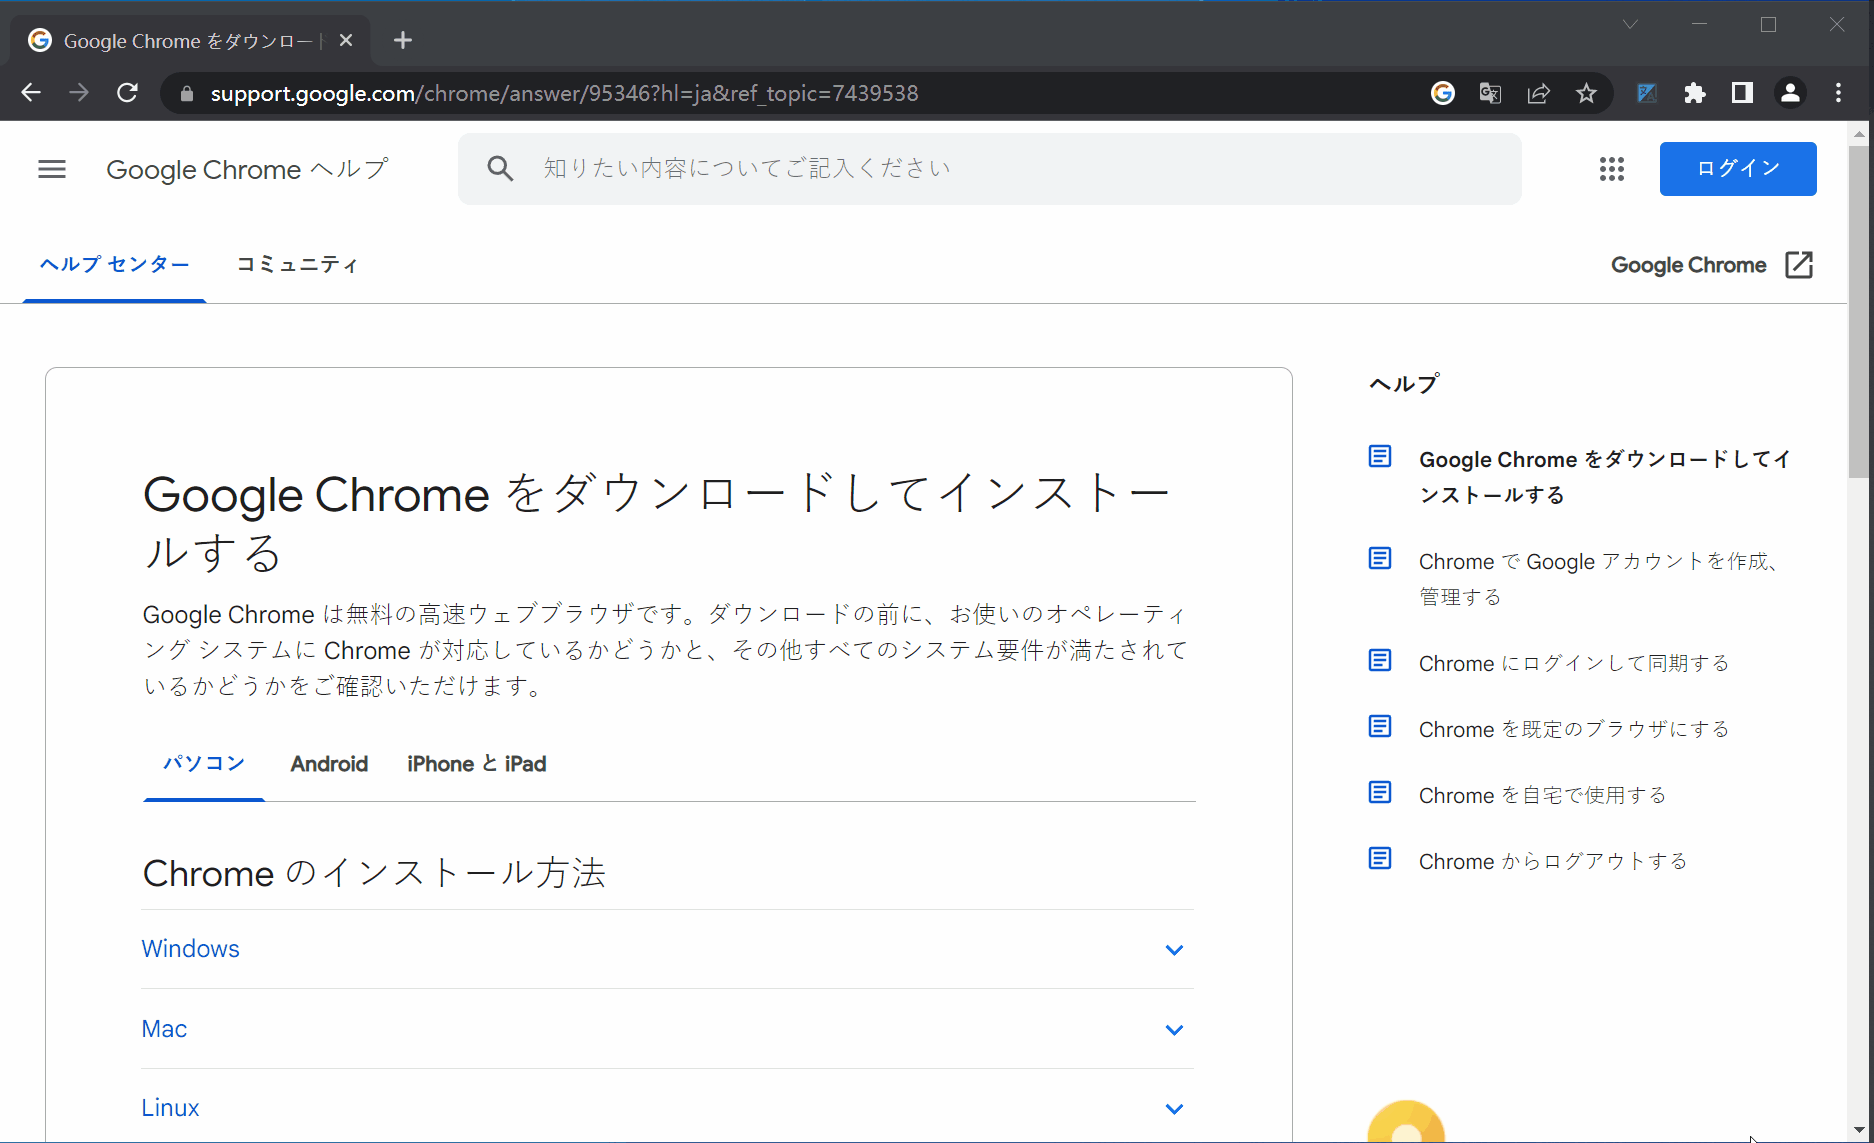 Google Chrome をダウンロード
support.google.com/chrome/answer/95346?hl=ja&ref_topic=7439538
Google Chrome ヘルプ
知りたい内容についてご記入ください
ログイン
ヘルプ センター
コミュニティ
Google Chrome
Google Chrome をダウンロードしてインストー
ルする
Google Chrome は無料の高速ウェブブラウザです。ダウンロードの前に、お使いのオペレーティ
ング システムに Chrome が対応しているかどうかと、その他すべてのシステム要件が満たされて
いるかどうかをご確認いただけます。
パソコン
Android
iPhone と iPad
Chrome のインストール方法
Windows
Mac
Linux
ヘルプ
Google Chrome をダウンロードしてイ
ンストールする
Chrome で Google アカウントを作成、
管理する
Chrome にログインして同期する
Chrome を既定のブラウザにする
Chrome を自宅で使用する
Chrome からログアウトする